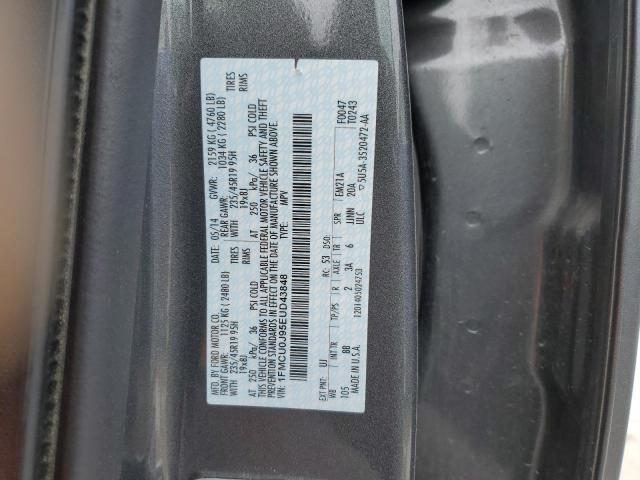 MFD. BY FORD MOTOR CO.
DATE: 05/14
GVWR: 2159 KG ( 4760 LB)
FRONT GAWR: 1125 KG ( 2480 LB)
REAR GAWR: 1034 KG ( 2280 LB)
235/45R19 95H
TIRES
WITH
235/45R19 95H
TIRES
19x8J
RIMS
19x8J
RIMS
AT 250 kPa/ 36 PSI COLD
AT 250 kPa/ 36 PSI COLD
THIS VEHICLE CONFORMS TO ALL APPLICABLE FEDERAL MOTOR VEHICLE SAFETY AND THEFT
PREVENTION STANDARDS IN EFFECT ON THE DATE OF MANUFACTURE SHOWN ABOVE.
VIN: 1FMCU0J95EUD43848
TYPE: MPV
F0047
T0243
EXT PNT: UJ
RC: 53
DSO:
WB
INT TR
TP/PS
R
AXLE
TR
SPR
EM21A
105
BB
2
3A
6
JJNN
20A
MADE IN U.S.A.
1201405024753
ULC
▽5U5A-3520472-AA